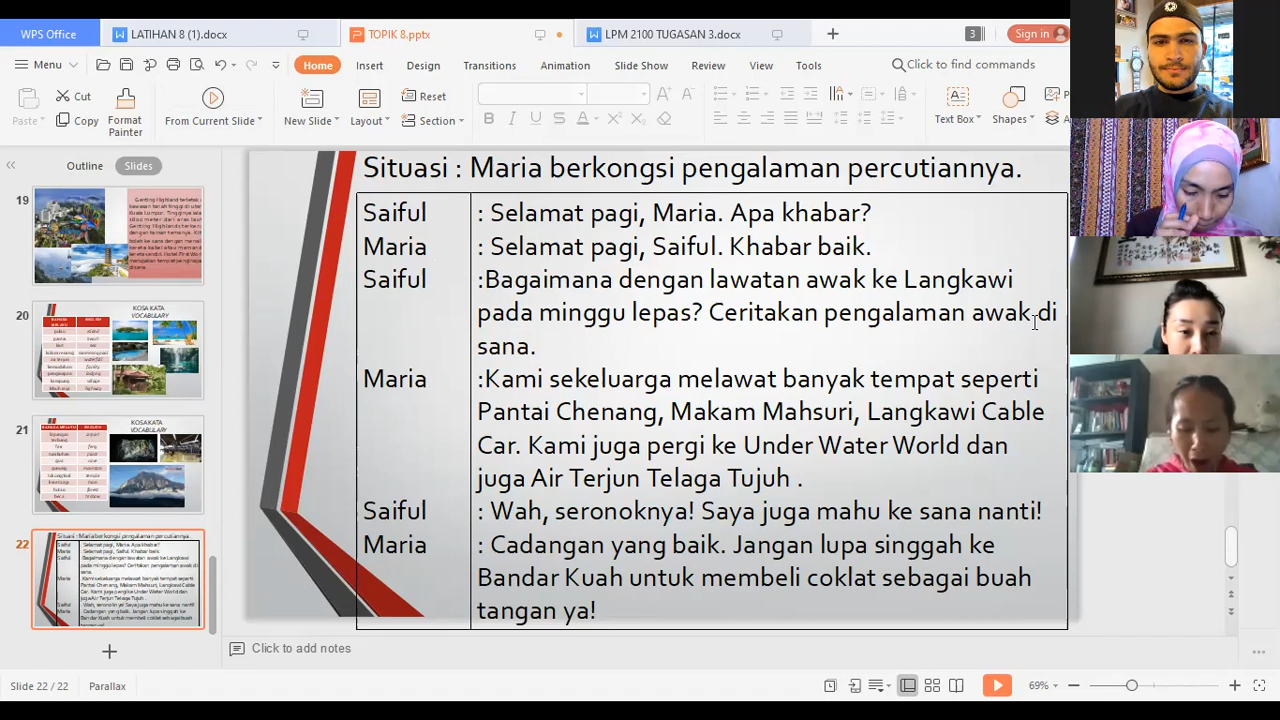 WPS Office
LATIHAN 8 (1).docx
TOPIK 8.pptx
LPM 2100 TUGASAN 3.docx
3
Sign in
Menu
Home
Insert
Design
Transitions
Animation
Slide Show
Review
View
Tools
Click to find commands
Paste
Cut
Format
Painter
From Current Slide
New Slide
Layout
Reset
Section
Text Box
Shapes
Outline
Slides
19
20
KOSA KATA
VOCABULARY
21
KOSA KATA
VOCABULARY
22
Situasi : Maria berkongsi pengalaman percutiannya.
Saiful : Selamat pagi, Maria. Apa khabar?
Maria : Selamat pagi, Saiful. Khabar baik.
Saiful :Bagaimana dengan lawatan awak ke Langkawi
pada minggu lepas? Ceritakan pengalaman awak di
sana.
Maria :Kami sekeluarga melawat banyak tempat seperti
Pantai Chenang, Makam Mahsuri, Langkawi Cable
Car. Kami juga pergi ke Under Water World dan
juga Air Terjun Telaga Tujuh .
Saiful : Wah, seronoknya! Saya juga mahu ke sana nanti!
Maria : Cadangan yang baik. Jangan lupa singgah ke
Bandar Kuah untuk membeli coklat sebagai buah
tangan ya!
Click to add notes
Slide 22 / 22
Parallax
69%